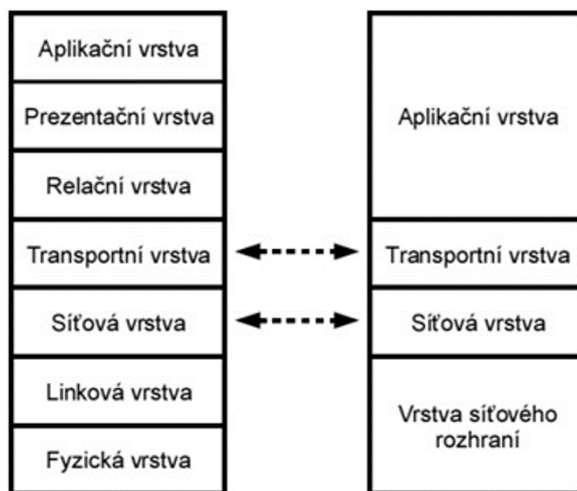 Aplikační vrstva
Prezentační vrstva
Relační vrstva
Transportní vrstva
Síťová vrstva
Linková vrstva
Fyzická vrstva
Aplikační vrstva
Transportní vrstva
Síťová vrstva
Vrstva síťového
rozhraní